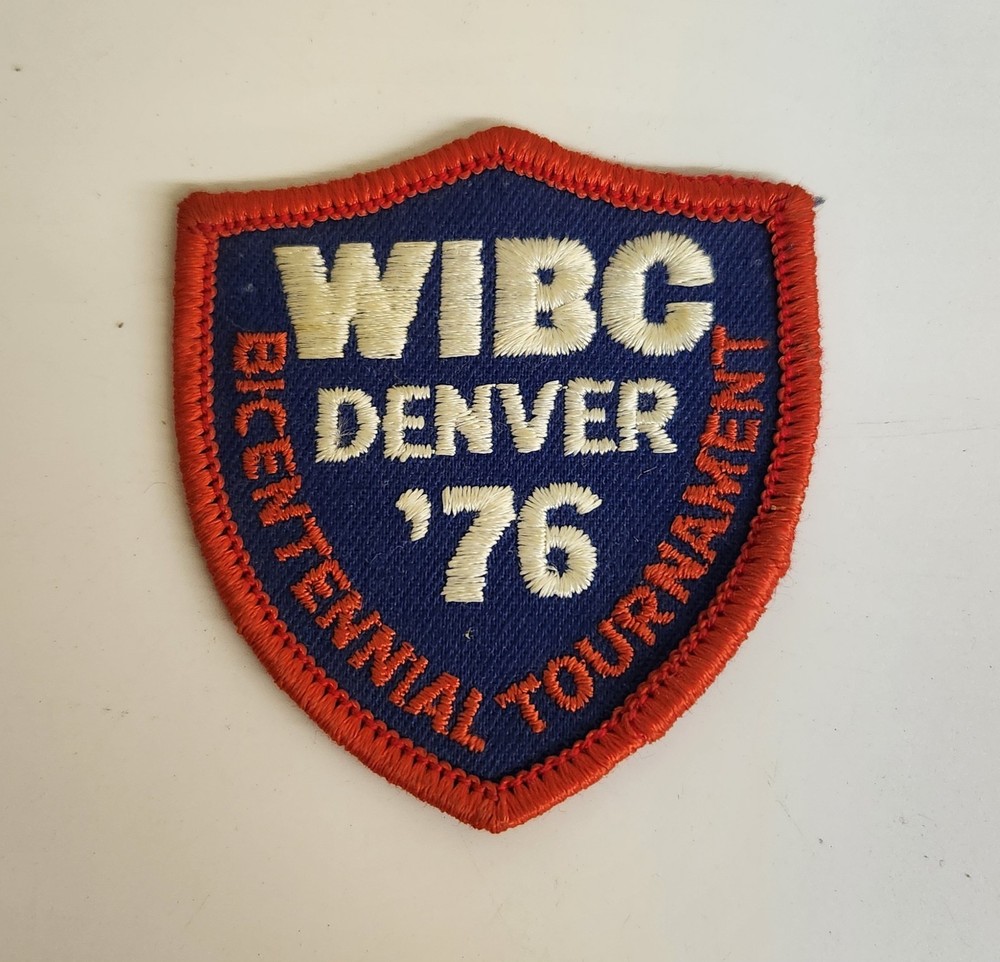 WIBC
DENVER
'76
BICENTENNIAL TOURNAMENT